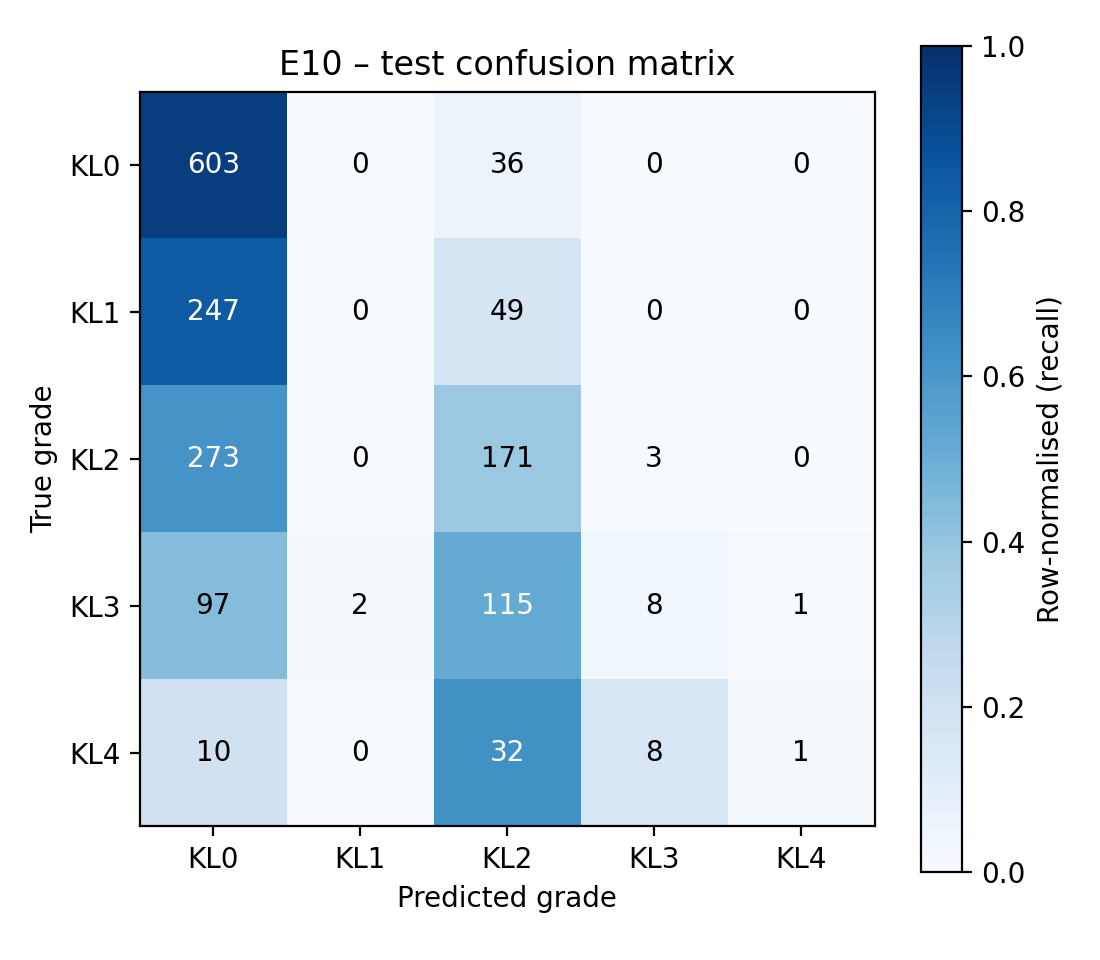 E10 – test confusion matrix
KL0 603 0 36 0 0
KL1 247 0 49 0 0
KL2 273 0 171 3 0
KL3 97 2 115 8 1
KL4 10 0 32 8 1
KL0 KL1 KL2 KL3 KL4
Predicted grade
True grade
1.0
0.8
0.6
0.4
0.2
0.0
Row-normalised (recall)